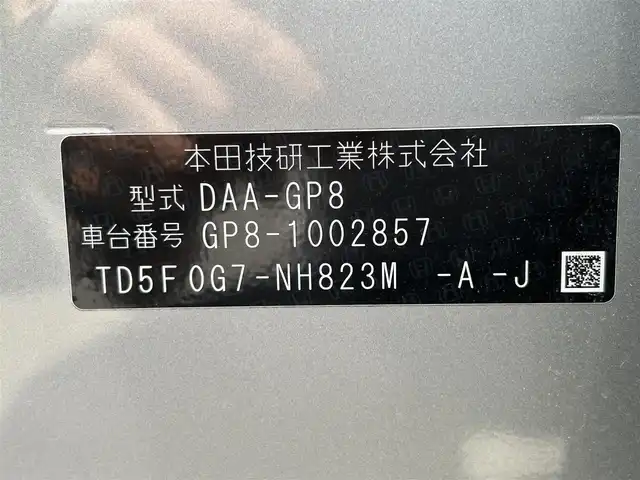 本田技研工業株式会社
型式 DAA-GP8
車台番号 GP8-1002857
TD5F0G7-NH823M -A-J